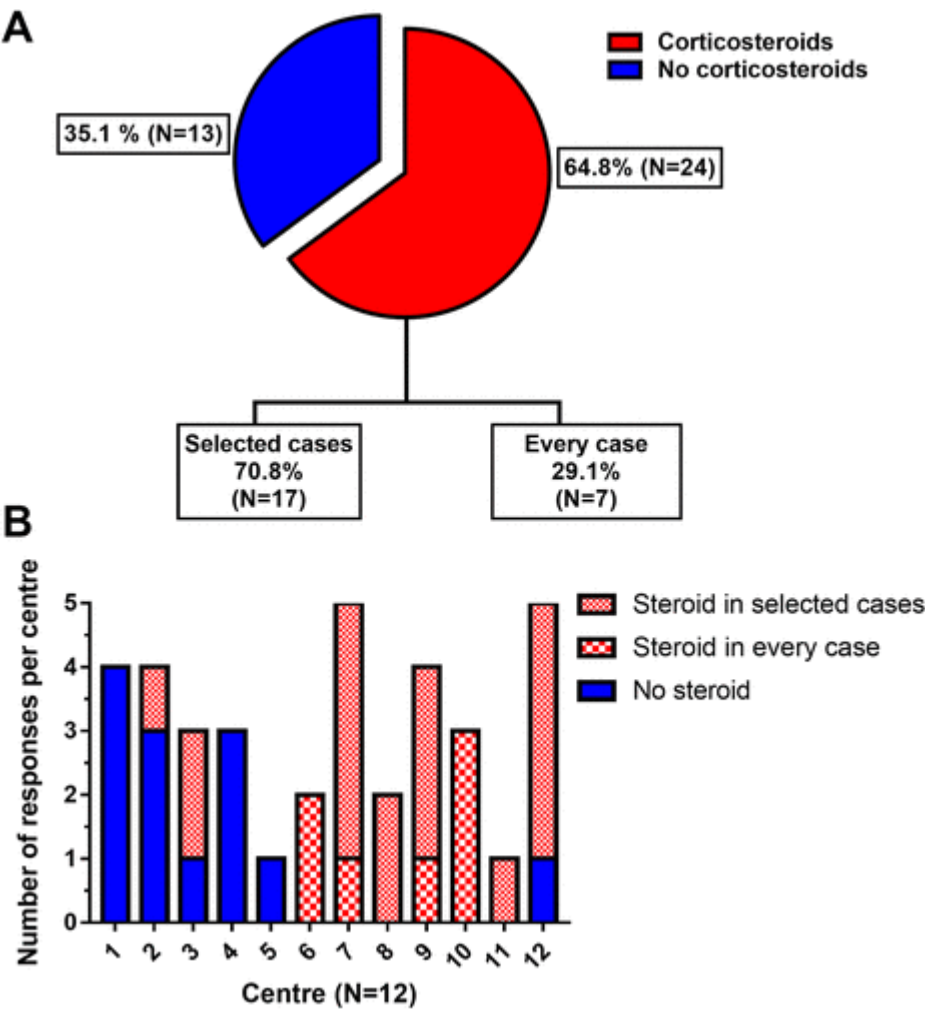 A
Corticosteroids
No corticosteroids
35.1 % (N=13)
64.8% (N=24)
Selected cases
70.8%
(N=17)
Every case
29.1%
(N=7)
B
Number of responses per centre
5
4
3
2
1
0
1 2 3 4 5 6 7 8 9 10 11 12
Centre (N=12)
Steroid in selected cases
Steroid in every case
No steroid